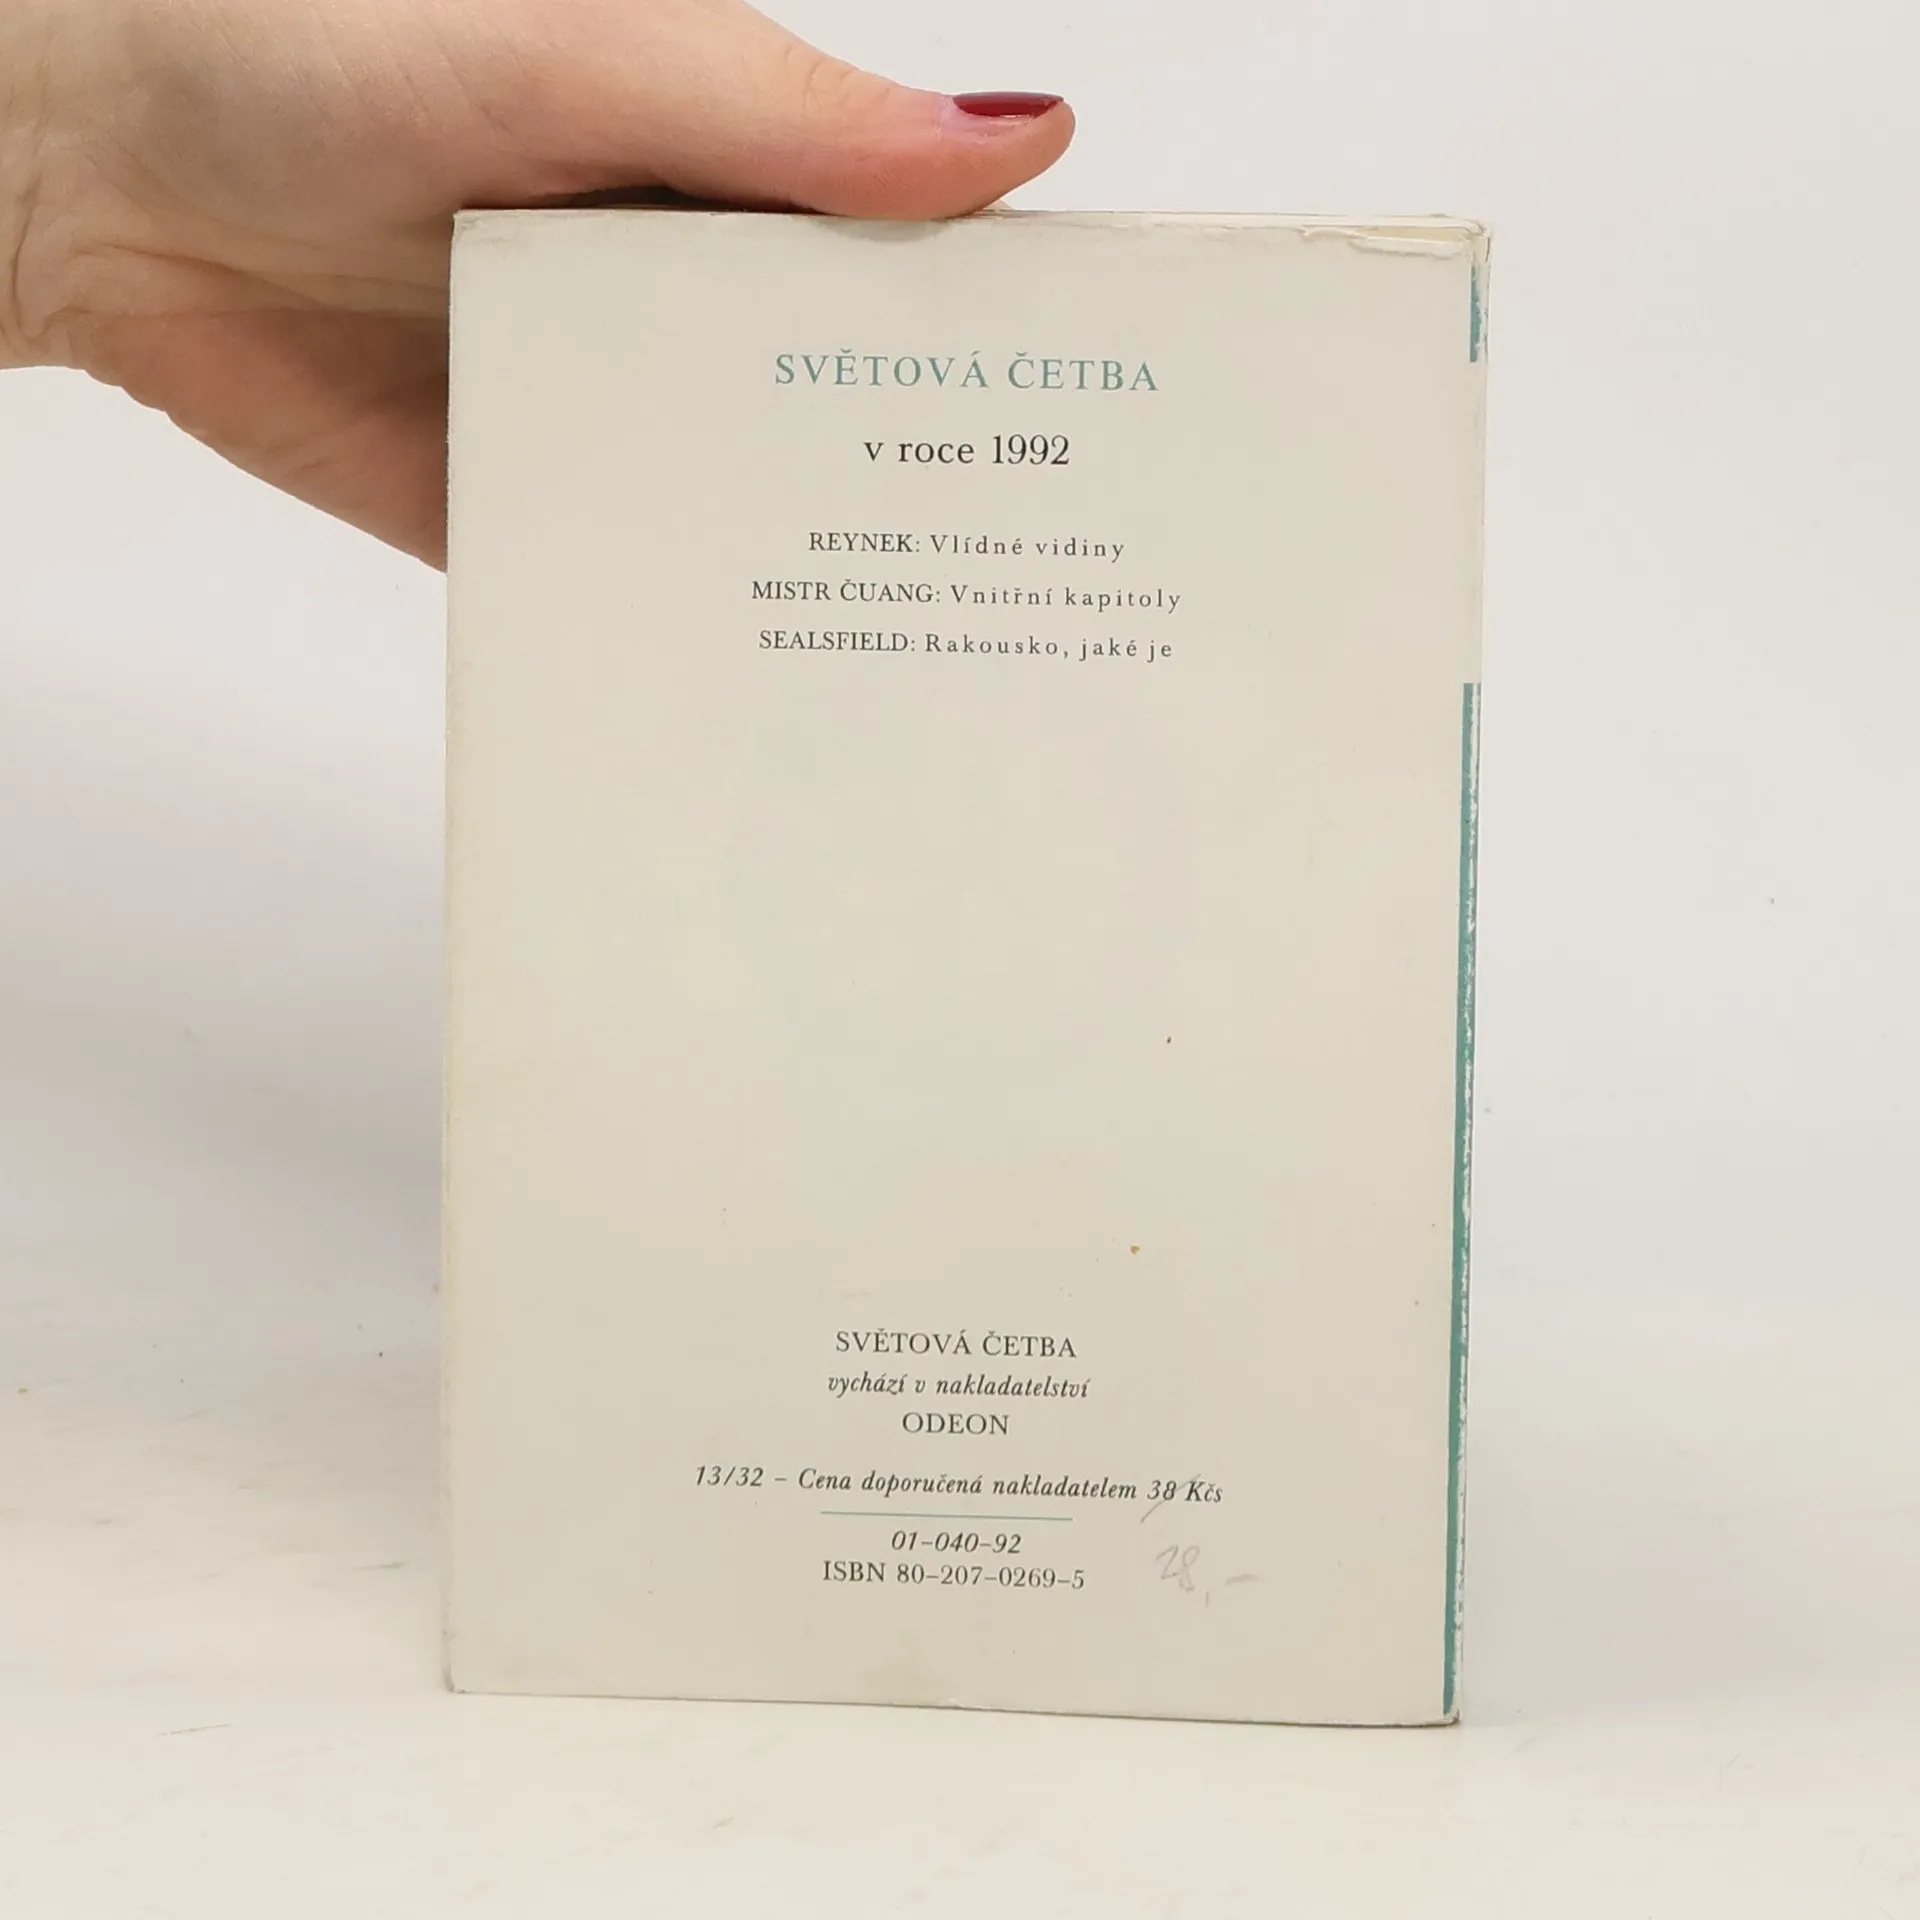 SVĚTOVÁ ČETBA
v roce 1992
REYNEK: Vlídné vidiny
MISTR ČUANG: Vnitřní kapitoly
SEALSFIELD: Rakousko, jaké je
SVĚTOVÁ ČETBA
vychází v nakladatelství
ODEON
13/32 – Cena doporučená nakladatelem 38 Kčs
01–040–92
ISBN 80–207–0269–5
28,–